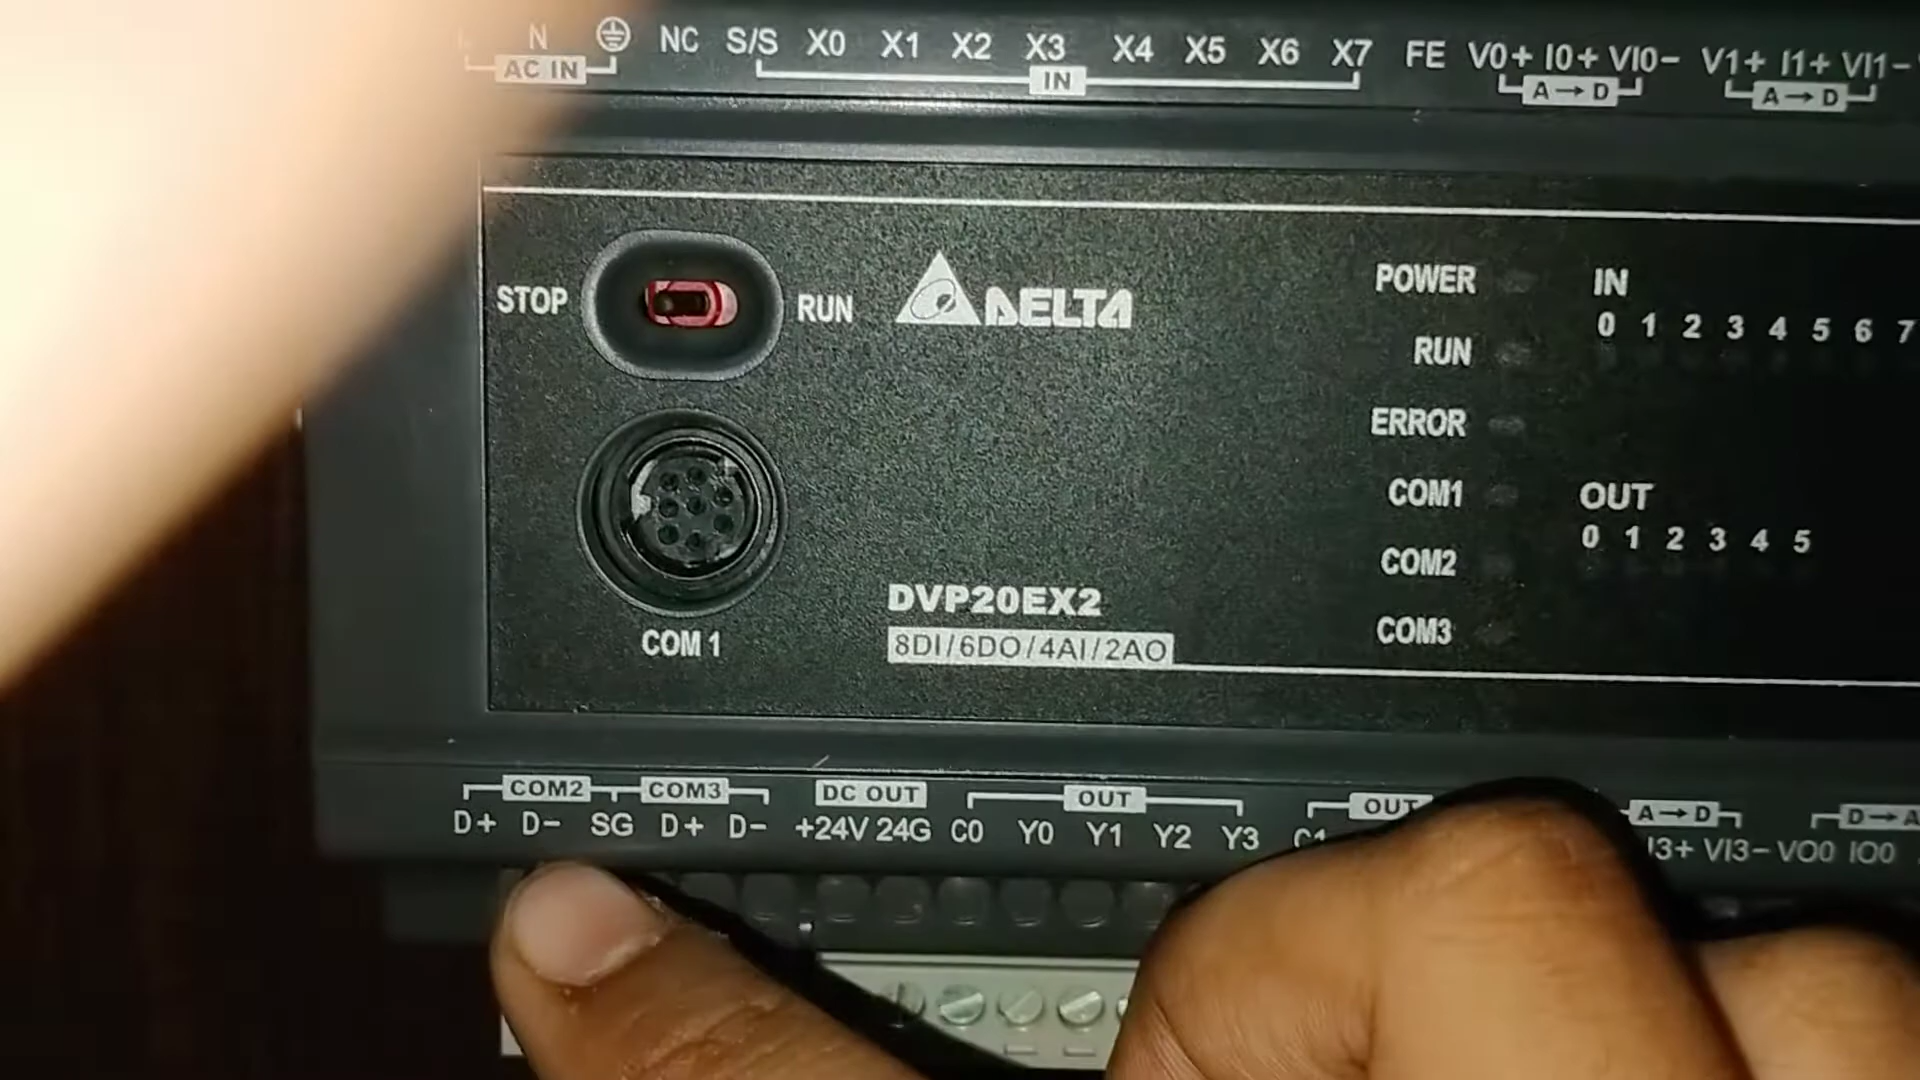 N NC S/S X0 X1 X2 X3 X4 X5 X6 X7 FE V0+ I0+ VI0- V1+ I1+ VI1-
AC IN IN A→D A→D
STOP RUN DELTA
COM 1
DVP20EX2
8DI/6DO/4AI/2AO
POWER
RUN
ERROR
COM1
COM2
COM3
IN
0 1 2 3 4 5 6 7
OUT
0 1 2 3 4 5
COM2 COM3 DC OUT OUT OUT A→D D→A
D+ D- SG D+ D- +24V 24G C0 Y0 Y1 Y2 Y3 C1 I3+ VI3- VO0 IO0